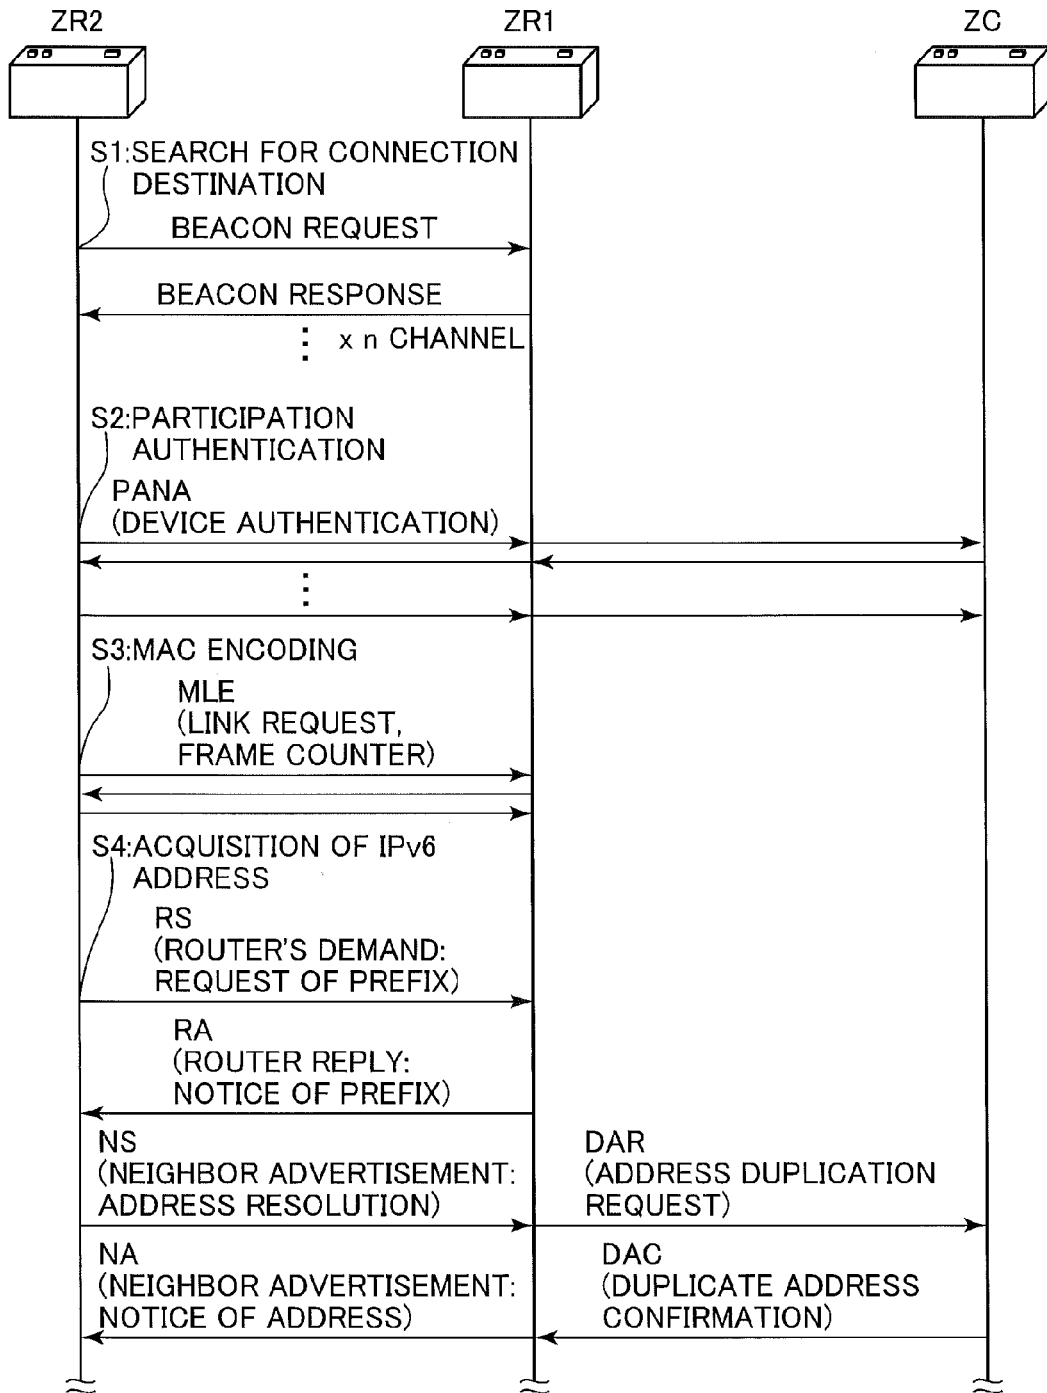 ZR2
ZR1
ZC
S1:SEARCH FOR CONNECTION
DESTINATION
BEACON REQUEST
BEACON RESPONSE
x n CHANNEL
S2:PARTICIPATION
AUTHENTICATION
PANA
(DEVICE AUTHENTICATION)
S3:MAC ENCODING
MLE
(LINK REQUEST,
FRAME COUNTER)
S4:ACQUISITION OF IPv6
ADDRESS
RS
(ROUTER'S DEMAND:
REQUEST OF PREFIX)
RA
(ROUTER REPLY:
NOTICE OF PREFIX)
NS
(NEIGHBOR ADVERTISEMENT:
ADDRESS RESOLUTION)
DAR
(ADDRESS DUPLICATION
REQUEST)
NA
(NEIGHBOR ADVERTISEMENT:
NOTICE OF ADDRESS)
DAC
(DUPLICATE ADDRESS
CONFIRMATION)